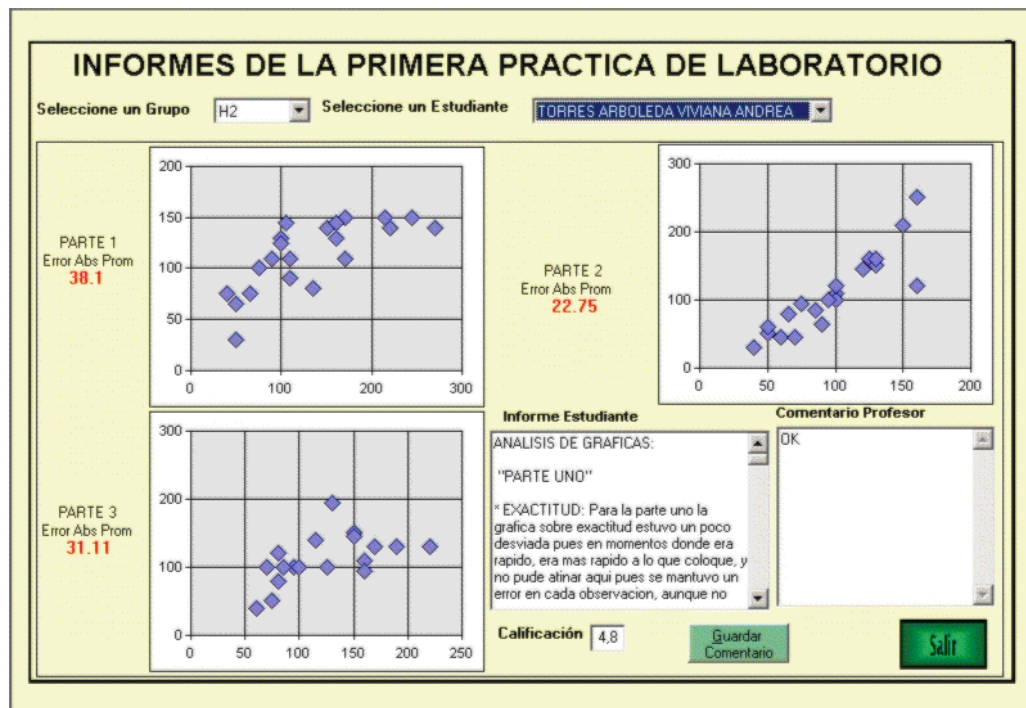 INFORMES DE LA PRIMERA PRACTICA DE LABORATORIO
Seleccione un Grupo H2 Seleccione un Estudiante TORRES ARBOLEDA VIVIANA ANDREA
PARTE 1
Error Abs Prom
38.1
200
150
100
50
0
0 100 200 300
PARTE 2
Error Abs Prom
22.75
300
200
100
0
0 50 100 150 200
PARTE 3
Error Abs Prom
31.11
300
200
100
0
0 50 100 150 200 250
Informe Estudiante
ANALISIS DE GRAFICAS:
"PARTE UNO"
* EXACTITUD: Para la parte uno la
grafica sobre exactitud estuvo un poco
desviada pues en momentos donde era
rapido, era mas rapido a lo que coloque, y
no pude atinar aqui pues se mantuvo un
error en cada observacion, aunque no
Comentario Profesor
OK
Calificación 4,8
Guardar
Comentario
Salir